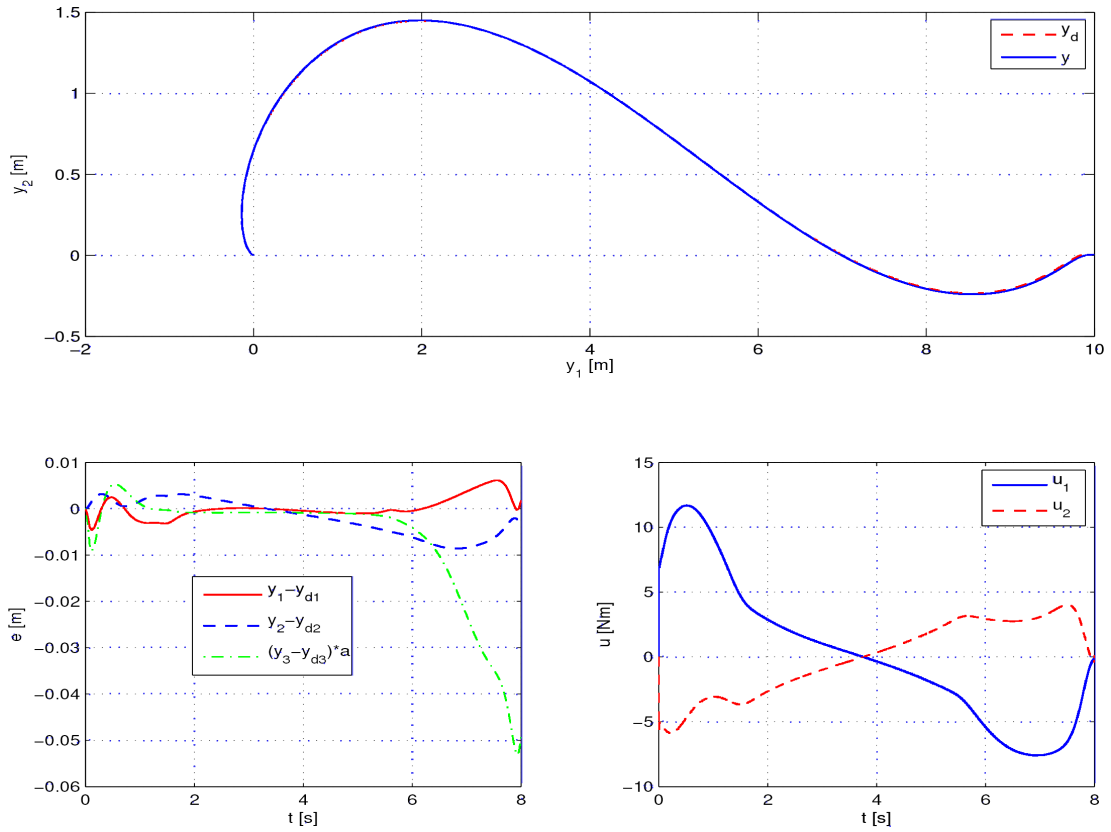 1.5
1
0.5
0
−0.5
y_2 [m]
−2
0
2
4
6
8
10
y_1 [m]
y_d
y
0.01
0
−0.01
−0.02
−0.03
−0.04
−0.05
−0.06
e [m]
0
2
4
6
8
t [s]
y_1−y_d1
y_2−y_d2
(y_3−y_d3)*a
15
10
5
0
−5
−10
u [Nm]
0
2
4
6
8
t [s]
u_1
u_2